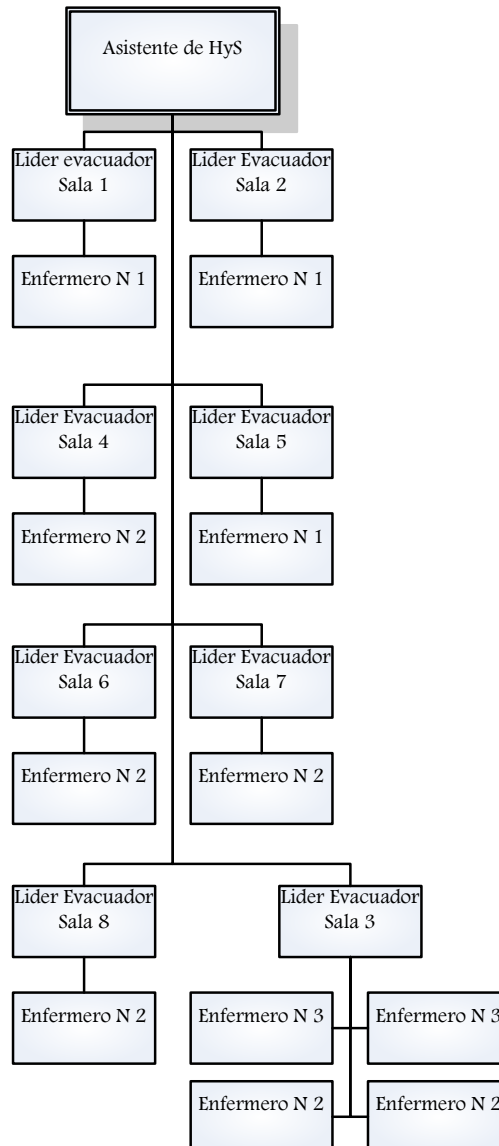 Asistente de HyS
Lider evacuador
Sala 1
Lider Evacuador
Sala 2
Enfermero N 1
Enfermero N 1
Lider Evacuador
Sala 4
Lider Evacuador
Sala 5
Enfermero N 2
Enfermero N 1
Lider Evacuador
Sala 6
Lider Evacuador
Sala 7
Enfermero N 2
Enfermero N 2
Lider Evacuador
Sala 8
Lider Evacuador
Sala 3
Enfermero N 2
Enfermero N 3
Enfermero N 3
Enfermero N 2
Enfermero N 2